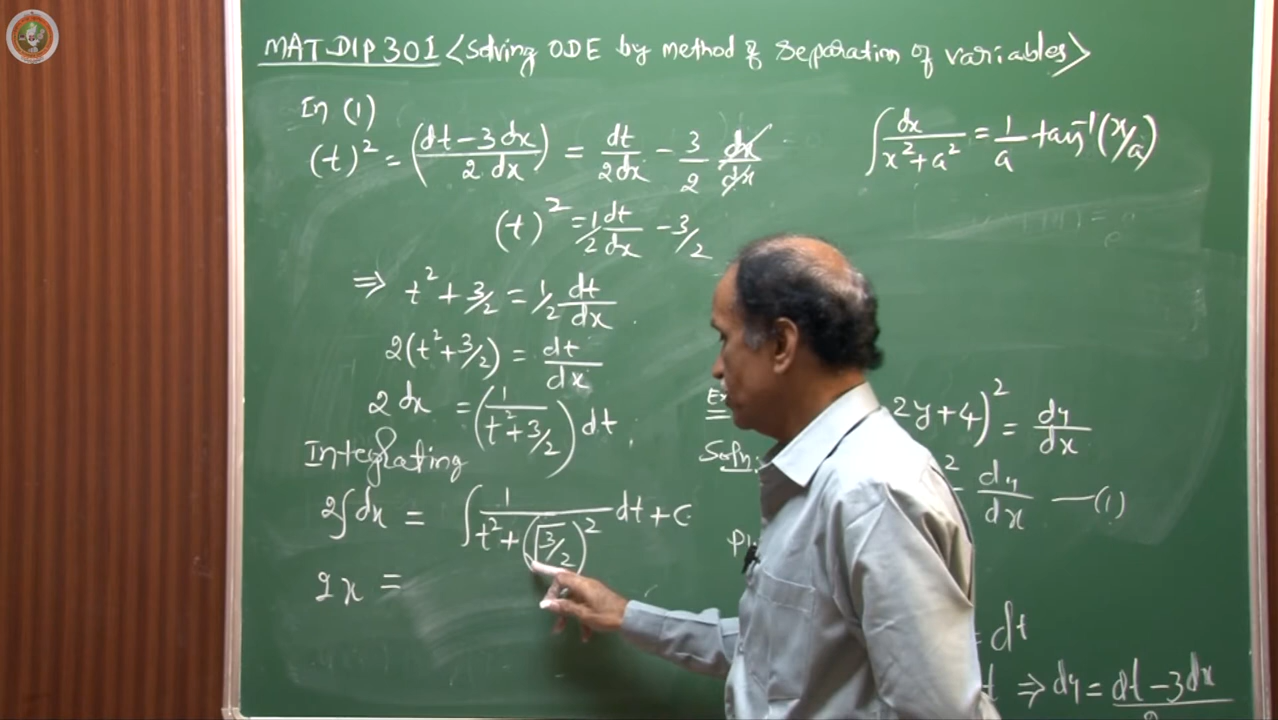 MATDIP301 <Solving ODE by method of separation of variables>
In (1)
(t)² = ((dt-3dx)/(2dx)) = dt/2dx - 3/2 dx/dx
(t)² = 1/2 dt/dx - 3/2
⇒ t² + 3/2 = 1/2 dt/dx
2(t² + 3/2) = dt/dx
2dx = (1/(t² + 3/2)) dt
Integrating
2∫dx = ∫ 1/(t² + (√3/2)²) dt + C
2x =
∫ dx/(x² + a²) = 1/a tan⁻¹(x/a)
2y+4)² = dy/dx
Soln:
² = dy/dx —(1)
= dt
t ⇒ dy = dt-3dx